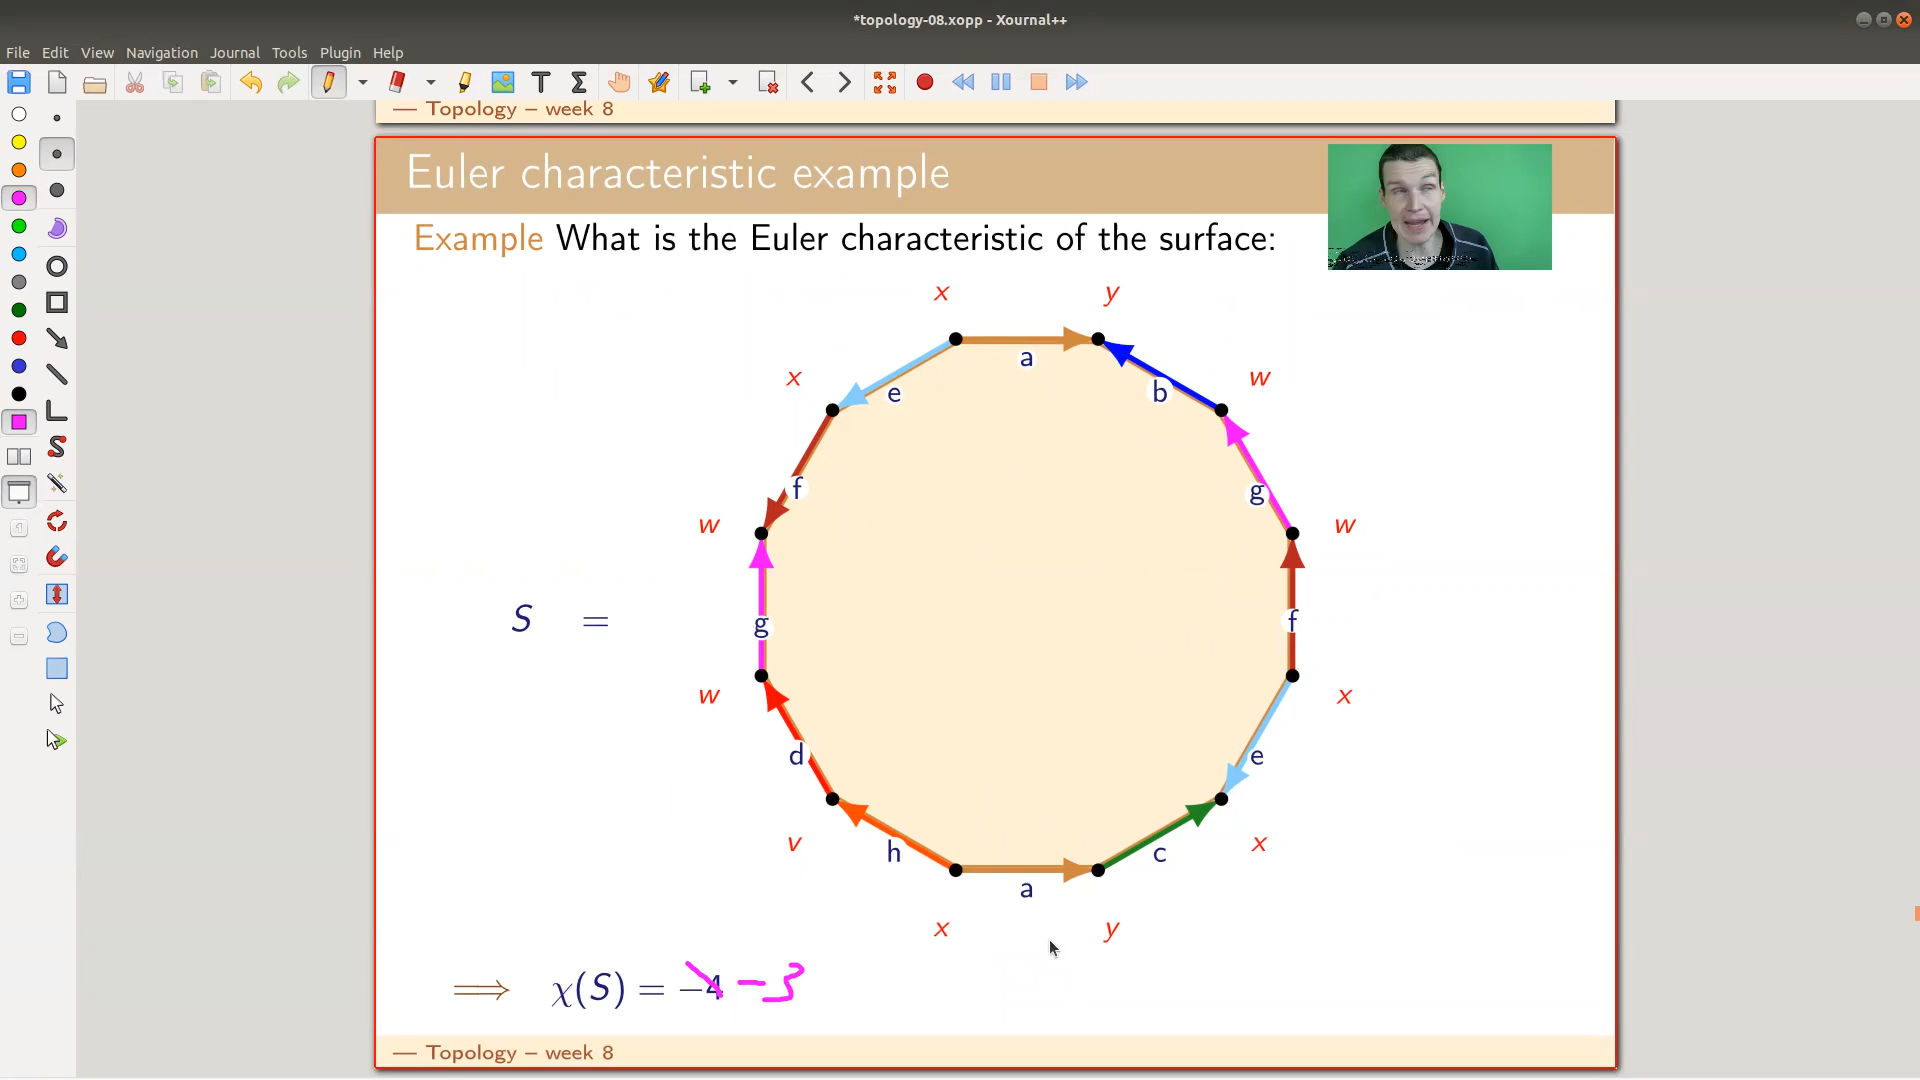 *topology-08.xopp - Xournal++
File Edit View Navigation Journal Tools Plugin Help
— Topology – week 8
Euler characteristic example
Example What is the Euler characteristic of the surface:
x y
a
x e b w
f g
w w
S = g f
w x
d e
v h c x
a
x y
⟹ χ(S) = −4 −3
— Topology – week 8